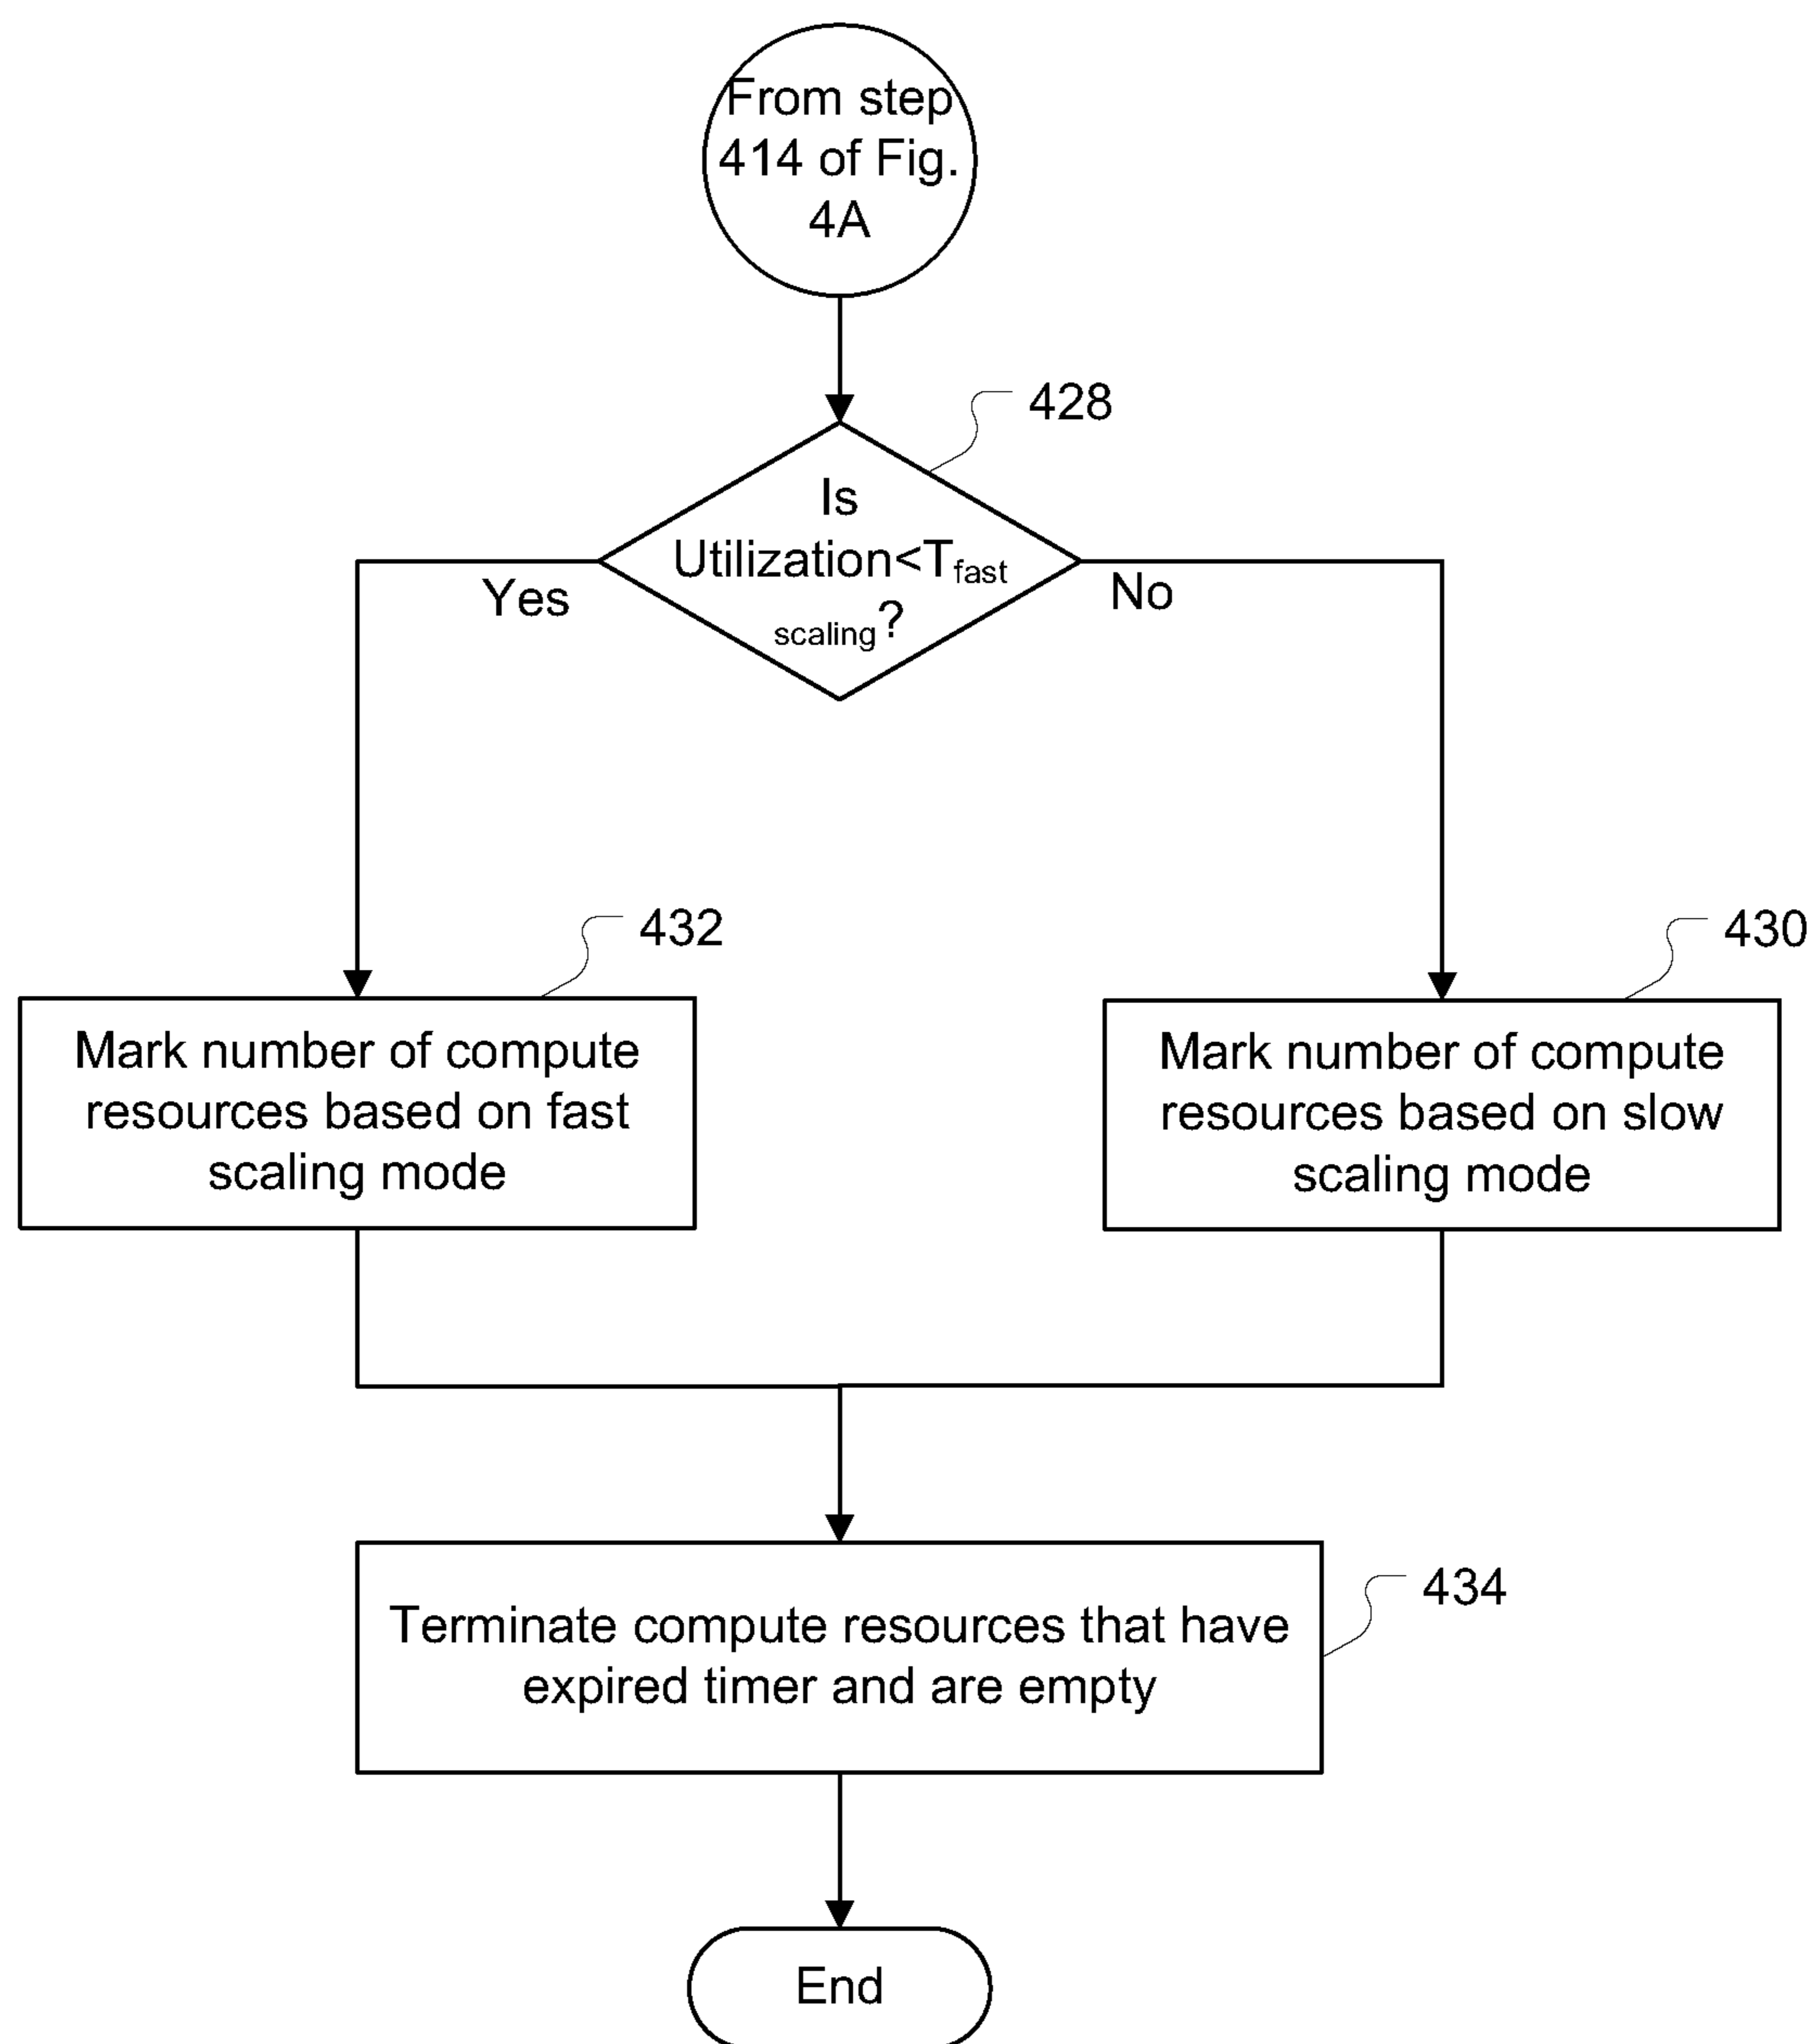 From step
414 of Fig.
4A
428
Is
Utilization<Tfast
scaling?
Yes
No
432
430
Mark number of compute
resources based on fast
scaling mode
Mark number of compute
resources based on slow
scaling mode
434
Terminate compute resources that have
expired timer and are empty
End